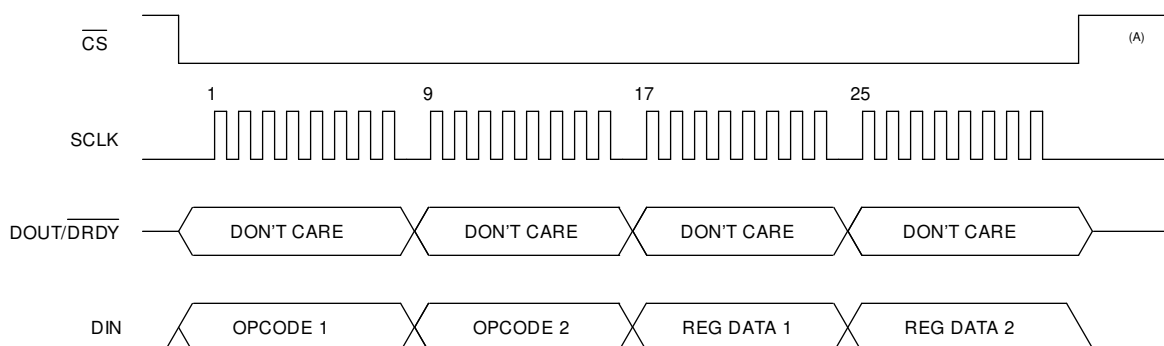 CS
(A)
1 9 17 25
SCLK
DOUT/DRDY DON'T CARE DON'T CARE DON'T CARE DON'T CARE
DIN OPCODE 1 OPCODE 2 REG DATA 1 REG DATA 2